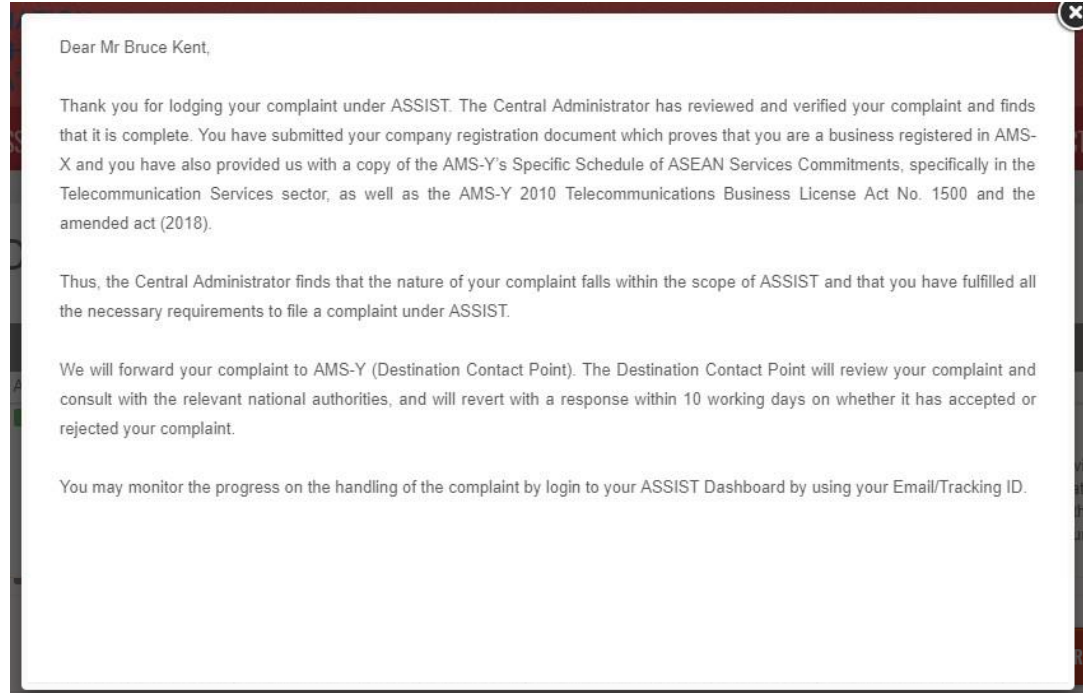 Dear Mr Bruce Kent,
Thank you for lodging your complaint under ASSIST. The Central Administrator has reviewed and verified your complaint and finds
that it is complete. You have submitted your company registration document which proves that you are a business registered in AMS-
X and you have also provided us with a copy of the AMS-Y's Specific Schedule of ASEAN Services Commitments, specifically in the
Telecommunication Services sector, as well as the AMS-Y 2010 Telecommunications Business License Act No. 1500 and the
amended act (2018).
Thus, the Central Administrator finds that the nature of your complaint falls within the scope of ASSIST and that you have fulfilled all
the necessary requirements to file a complaint under ASSIST.
We will forward your complaint to AMS-Y (Destination Contact Point). The Destination Contact Point will review your complaint and
consult with the relevant national authorities, and will revert with a response within 10 working days on whether it has accepted or
rejected your complaint.
You may monitor the progress on the handling of the complaint by login to your ASSIST Dashboard by using your Email/Tracking ID.